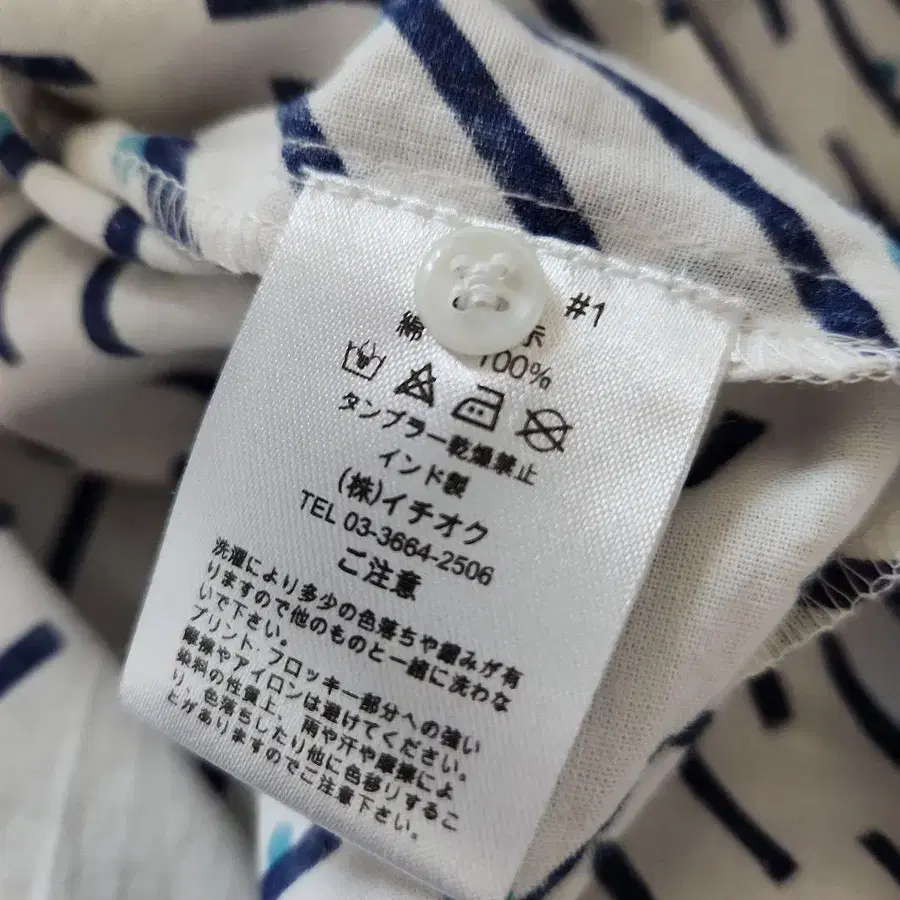 #1
綿 示
100%
タンブラー乾燥禁止
インド製
(株)イチオク
TEL 03-3664-2506
ご注意
洗濯により多少の色落ちや縮みが有
りますので他のものと一緒に洗わな
いで下さい。
プリント、フロッキー部分への強い
摩擦やアイロンは避けてください。
染料の性質上、雨や汗や摩擦によ
り、色落ちしたり他に色移りするこ
とがありますのでご注意下さい。